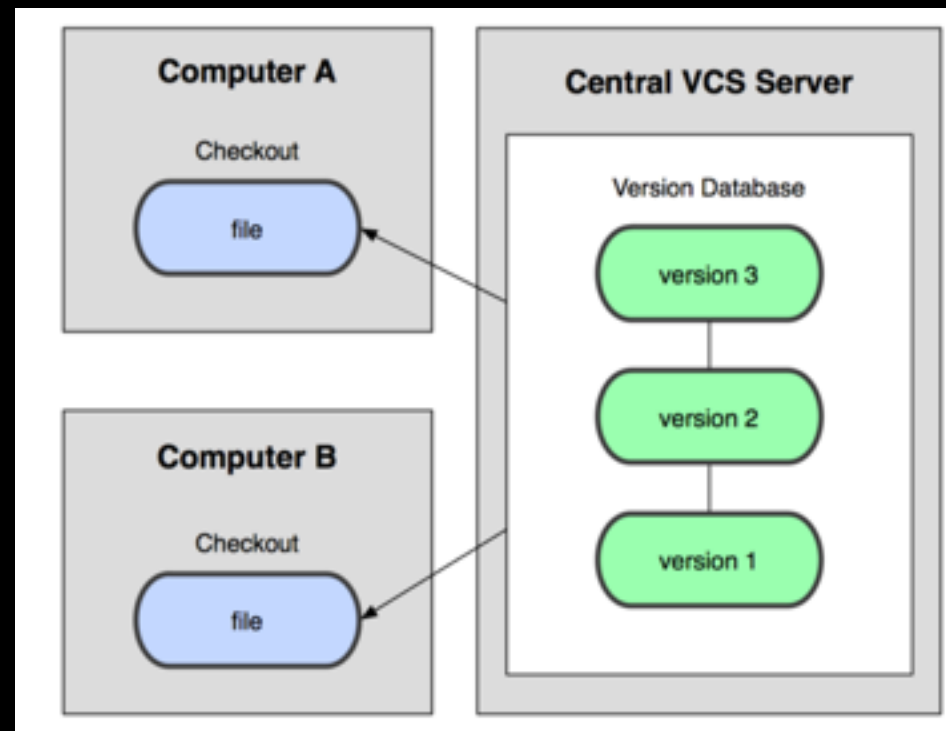 Computer A
Checkout
file
Computer B
Checkout
file
Central VCS Server
Version Database
version 3
version 2
version 1